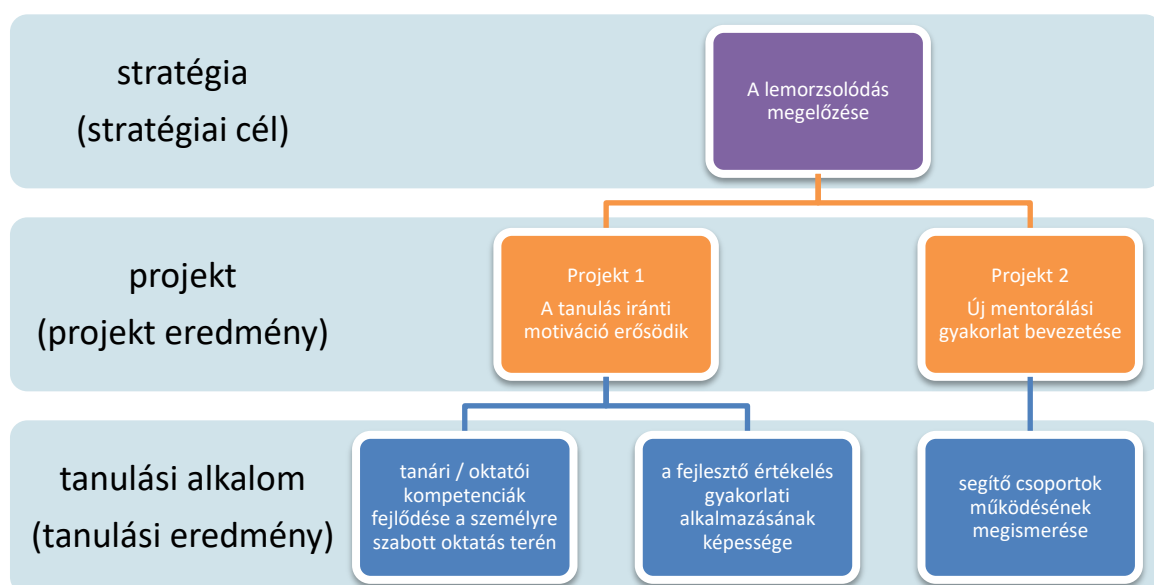 stratégia
(stratégiai cél)
A lemorzsolódás
megelőzése
projekt
(projekt eredmény)
Projekt 1
A tanulás iránti
motiváció erősödik
Projekt 2
Új mentorálási
gyakorlat bevezetése
tanulási alkalom
(tanulási eredmény)
tanári / oktatói
kompetenciák
fejlődése a személyre
szabott oktatás terén
a fejlesztő értékelés
gyakorlati
alkalmazásának
képessége
segítő csoportok
működésének
megismerése